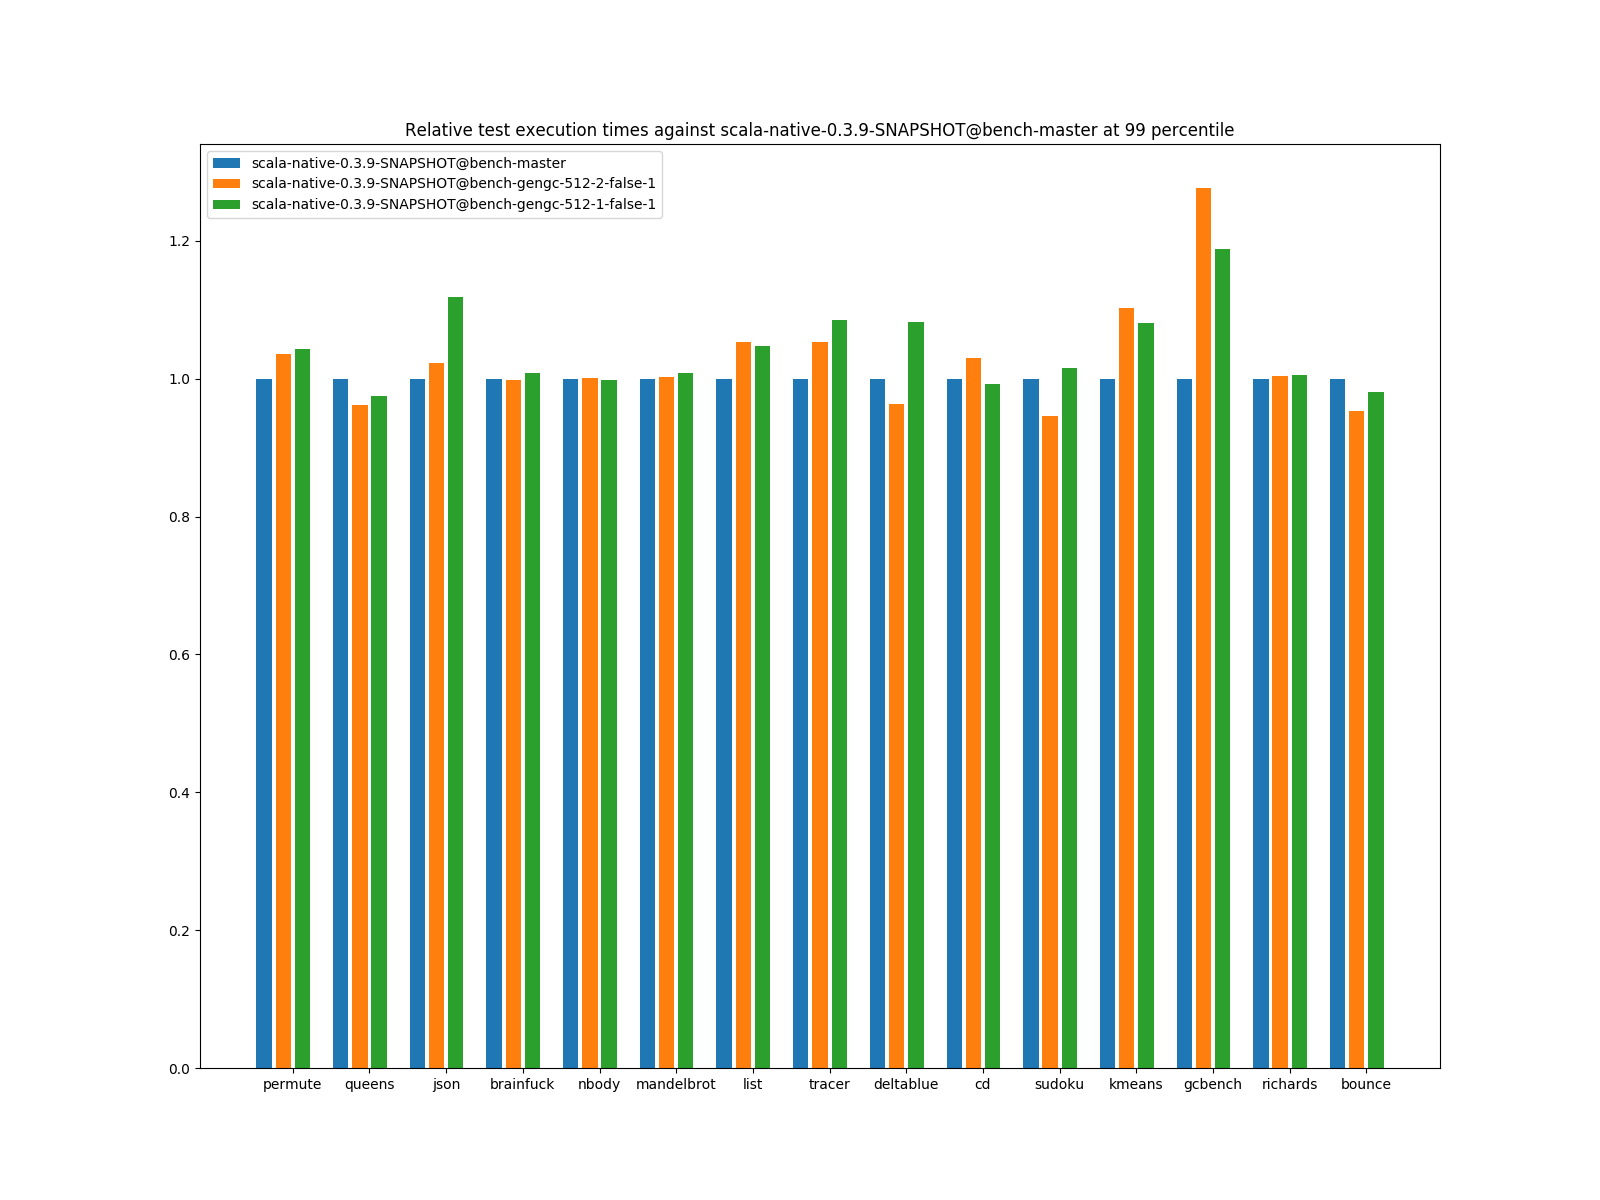 Relative test execution times against scala-native-0.3.9-SNAPSHOT@bench-master at 99 percentile
scala-native-0.3.9-SNAPSHOT@bench-master
scala-native-0.3.9-SNAPSHOT@bench-gengc-512-2-false-1
scala-native-0.3.9-SNAPSHOT@bench-gengc-512-1-false-1
1.2
1.0
0.8
0.6
0.4
0.2
0.0
permute queens json brainfuck nbody mandelbrot list tracer deltablue cd sudoku kmeans gcbench richards bounce